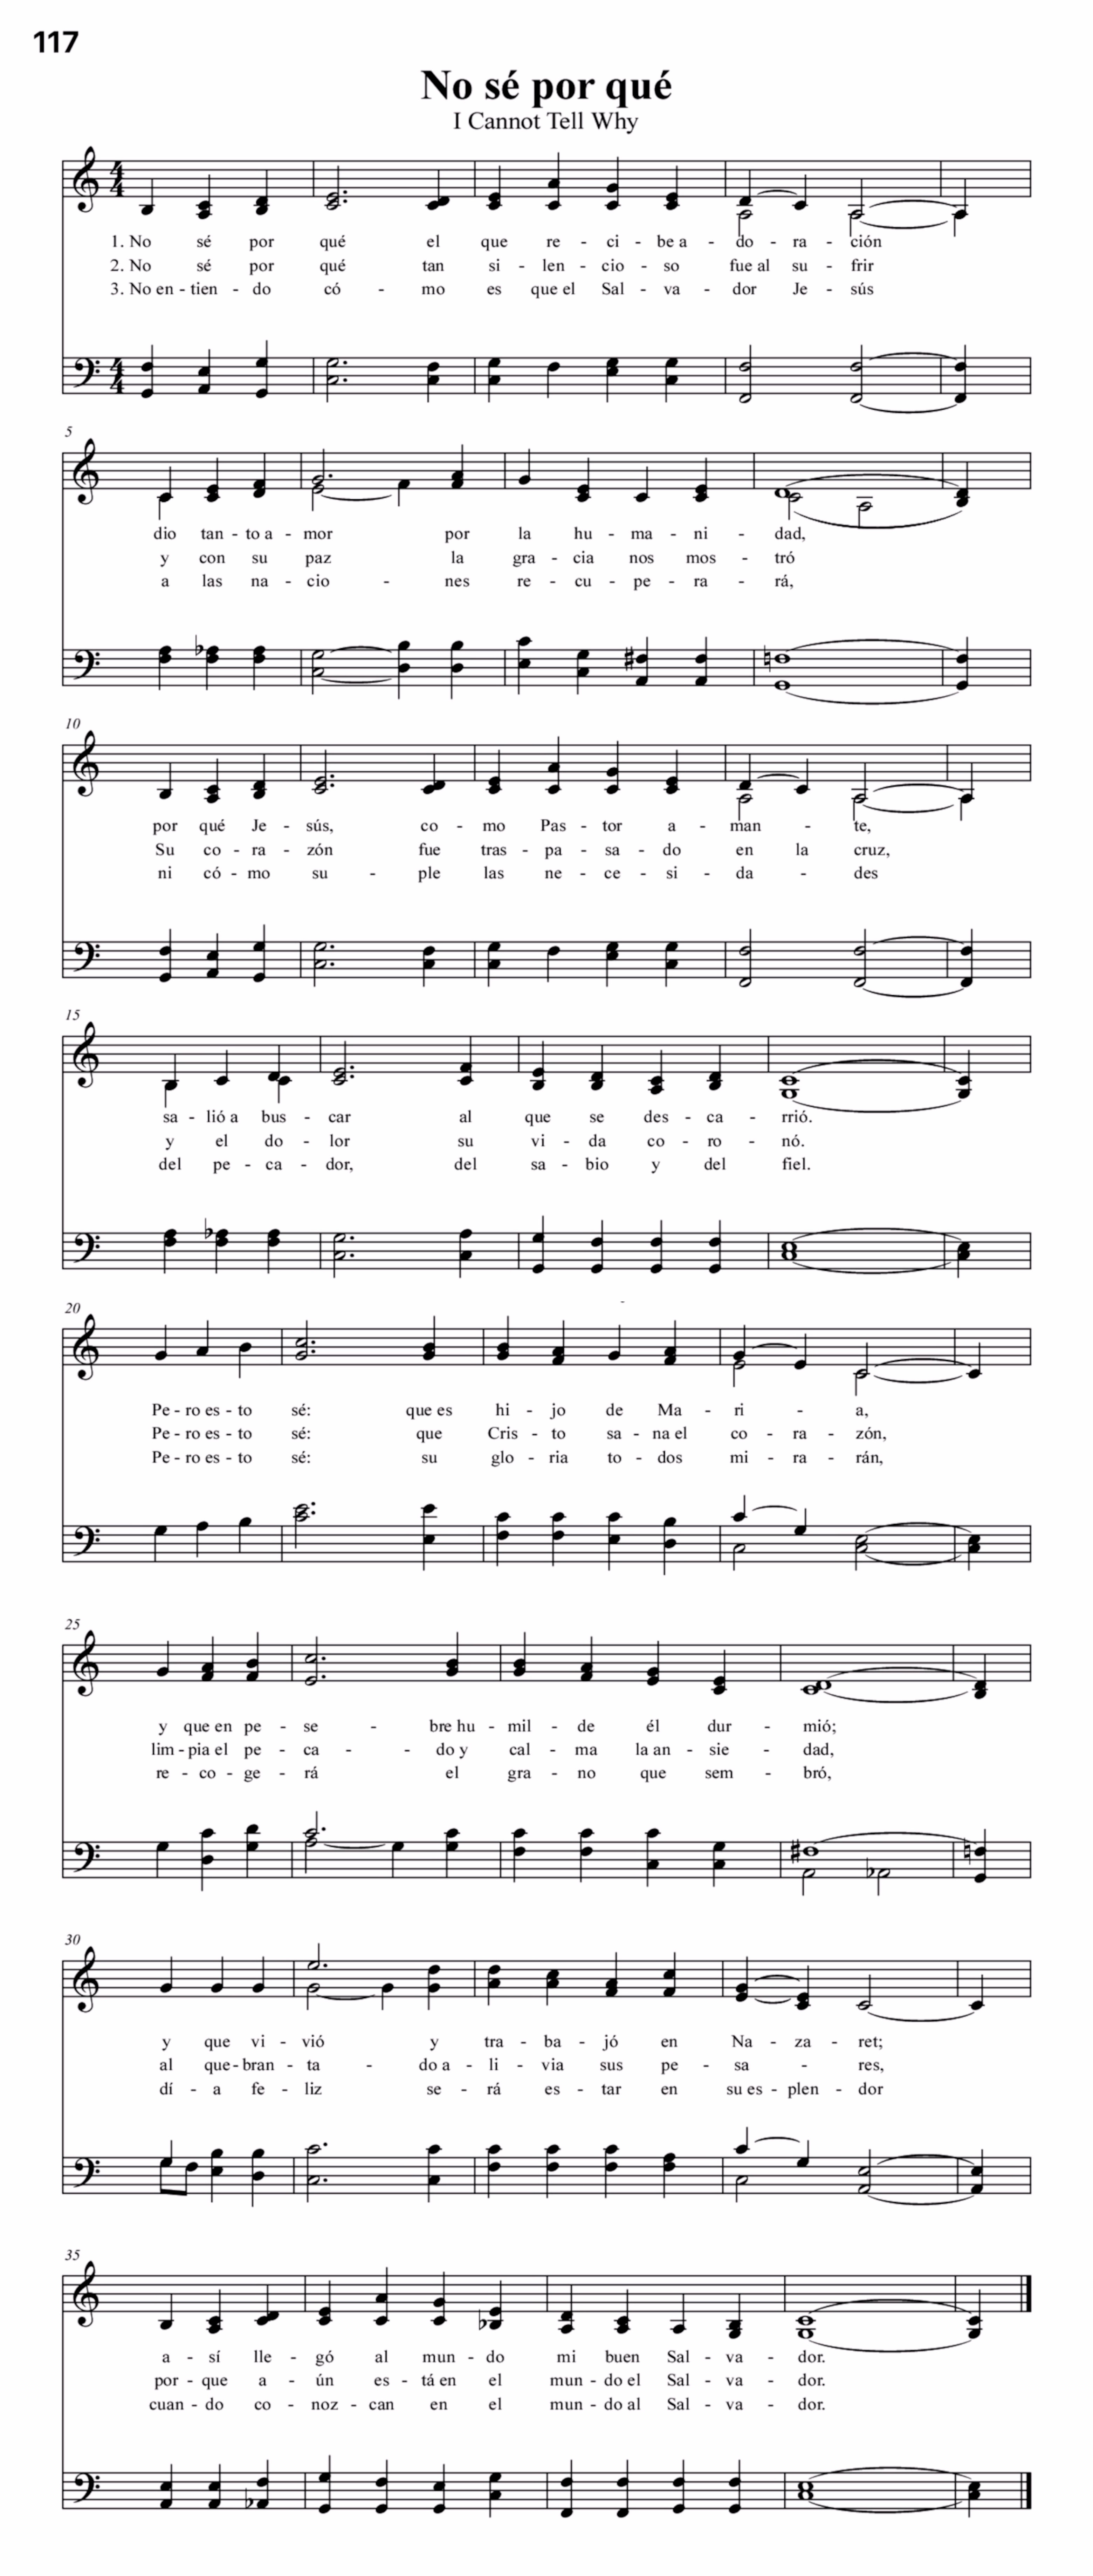 117
No sé por qué
I Cannot Tell Why
1. No sé por qué el que re - ci - be a - do - ra - ción
2. No sé por qué tan si - len - cio - so fue al su - frir
3. No en - tien - do có - mo es que el Sal - va - dor Je - sús
5
dio tan - to a - mor por la hu - ma - ni - dad,
y con su paz la gra - cia nos mos - tró
a las na - cio - nes re - cu - pe - ra - rá,
10
por qué Je - sús, co - mo Pas - tor a - man - te,
Su co - ra - zón fue tras - pa - sa - do en la cruz,
ni có - mo su - ple las ne - ce - si - da - des
15
sa - lió a bus - car al que se des - ca - rrió.
y el do - lor su vi - da co - ro - nó.
del pe - ca - dor, del sa - bio y del fiel.
20
Pe - ro es - to sé: que es hi - jo de Ma - ri - a,
Pe - ro es - to sé: que Cris - to sa - na el co - ra - zón,
Pe - ro es - to sé: su glo - ria to - dos mi - ra - rán,
25
y que en pe - se - bre hu - mil - de él dur - mió;
lim - pia el pe - ca - do y cal - ma la an - sie - dad,
re - co - ge - rá el gra - no que sem - bró,
30
y que vi - vió y tra - ba - jó en Na - za - ret;
al que - bran - ta - do a - li - via sus pe - sa - res,
dí - a fe - liz se - rá es - tar en su es - plen - dor
35
a - sí lle - gó al mun - do mi buen Sal - va - dor.
por - que a - ún es - tá en el mun - do el Sal - va - dor.
cuan - do co - noz - can en el mun - do al Sal - va - dor.